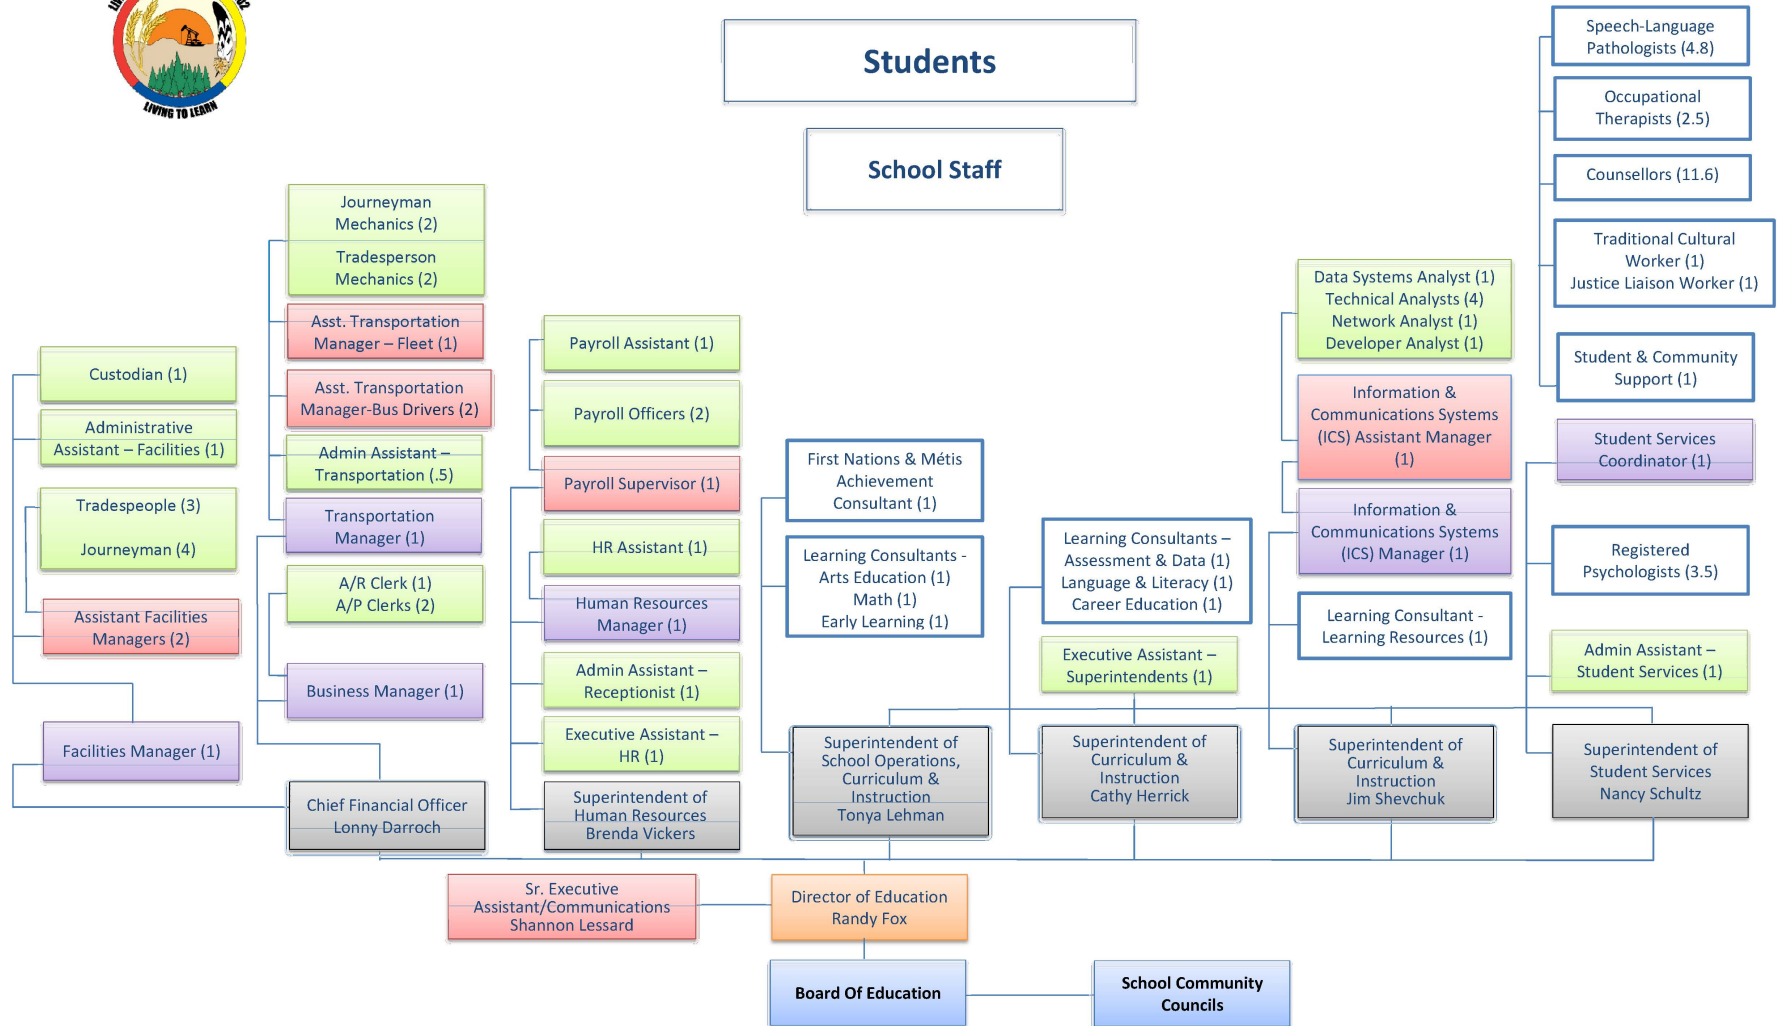 LIVING TO LEARN
Students
School Staff
Speech-Language
Pathologists (4.8)
Occupational
Therapists (2.5)
Counsellors (11.6)
Traditional Cultural
Worker (1)
Justice Liaison Worker (1)
Student & Community
Support (1)
Student Services
Coordinator (1)
Registered
Psychologists (3.5)
Admin Assistant –
Student Services (1)
Superintendent of
Student Services
Nancy Schultz
Journeyman
Mechanics (2)
Tradesperson
Mechanics (2)
Asst. Transportation
Manager – Fleet (1)
Asst. Transportation
Manager-Bus Drivers (2)
Admin Assistant –
Transportation (.5)
Transportation
Manager (1)
A/R Clerk (1)
A/P Clerks (2)
Business Manager (1)
Chief Financial Officer
Lonny Darroch
Custodian (1)
Administrative
Assistant – Facilities (1)
Tradespeople (3)
Journeyman (4)
Assistant Facilities
Managers (2)
Facilities Manager (1)
Payroll Assistant (1)
Payroll Officers (2)
Payroll Supervisor (1)
HR Assistant (1)
Human Resources
Manager (1)
Admin Assistant –
Receptionist (1)
Executive Assistant –
HR (1)
Superintendent of
Human Resources
Brenda Vickers
First Nations & Métis
Achievement
Consultant (1)
Learning Consultants -
Arts Education (1)
Math (1)
Early Learning (1)
Superintendent of
School Operations,
Curriculum &
Instruction
Tonya Lehman
Learning Consultants –
Assessment & Data (1)
Language & Literacy (1)
Career Education (1)
Executive Assistant –
Superintendents (1)
Superintendent of
Curriculum &
Instruction
Cathy Herrick
Data Systems Analyst (1)
Technical Analysts (4)
Network Analyst (1)
Developer Analyst (1)
Information &
Communications Systems
(ICS) Assistant Manager
(1)
Information &
Communications Systems
(ICS) Manager (1)
Learning Consultant -
Learning Resources (1)
Superintendent of
Curriculum &
Instruction
Jim Shevchuk
Sr. Executive
Assistant/Communications
Shannon Lessard
Director of Education
Randy Fox
Board Of Education
School Community
Councils